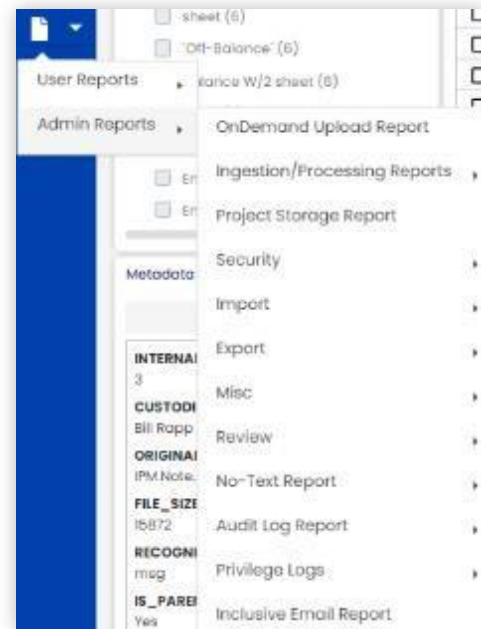 sheet (6)
'Off-Balance' (6)
User Reports
lance W/2 sheet (6)
Admin Reports
OnDemand Upload Report
Ingestion/Processing Reports
Em
Project Storage Report
Security
Metadata
Import
Export
INTERNAL
3
Misc
CUSTODI
Bill Rapp
Review
ORIGINAL
IPM.Note.
No-Text Report
FILE_SIZE
15872
Audit Log Report
RECOGNI
msg
Privilege Logs
IS_PAREN
Yes
Inclusive Email Report